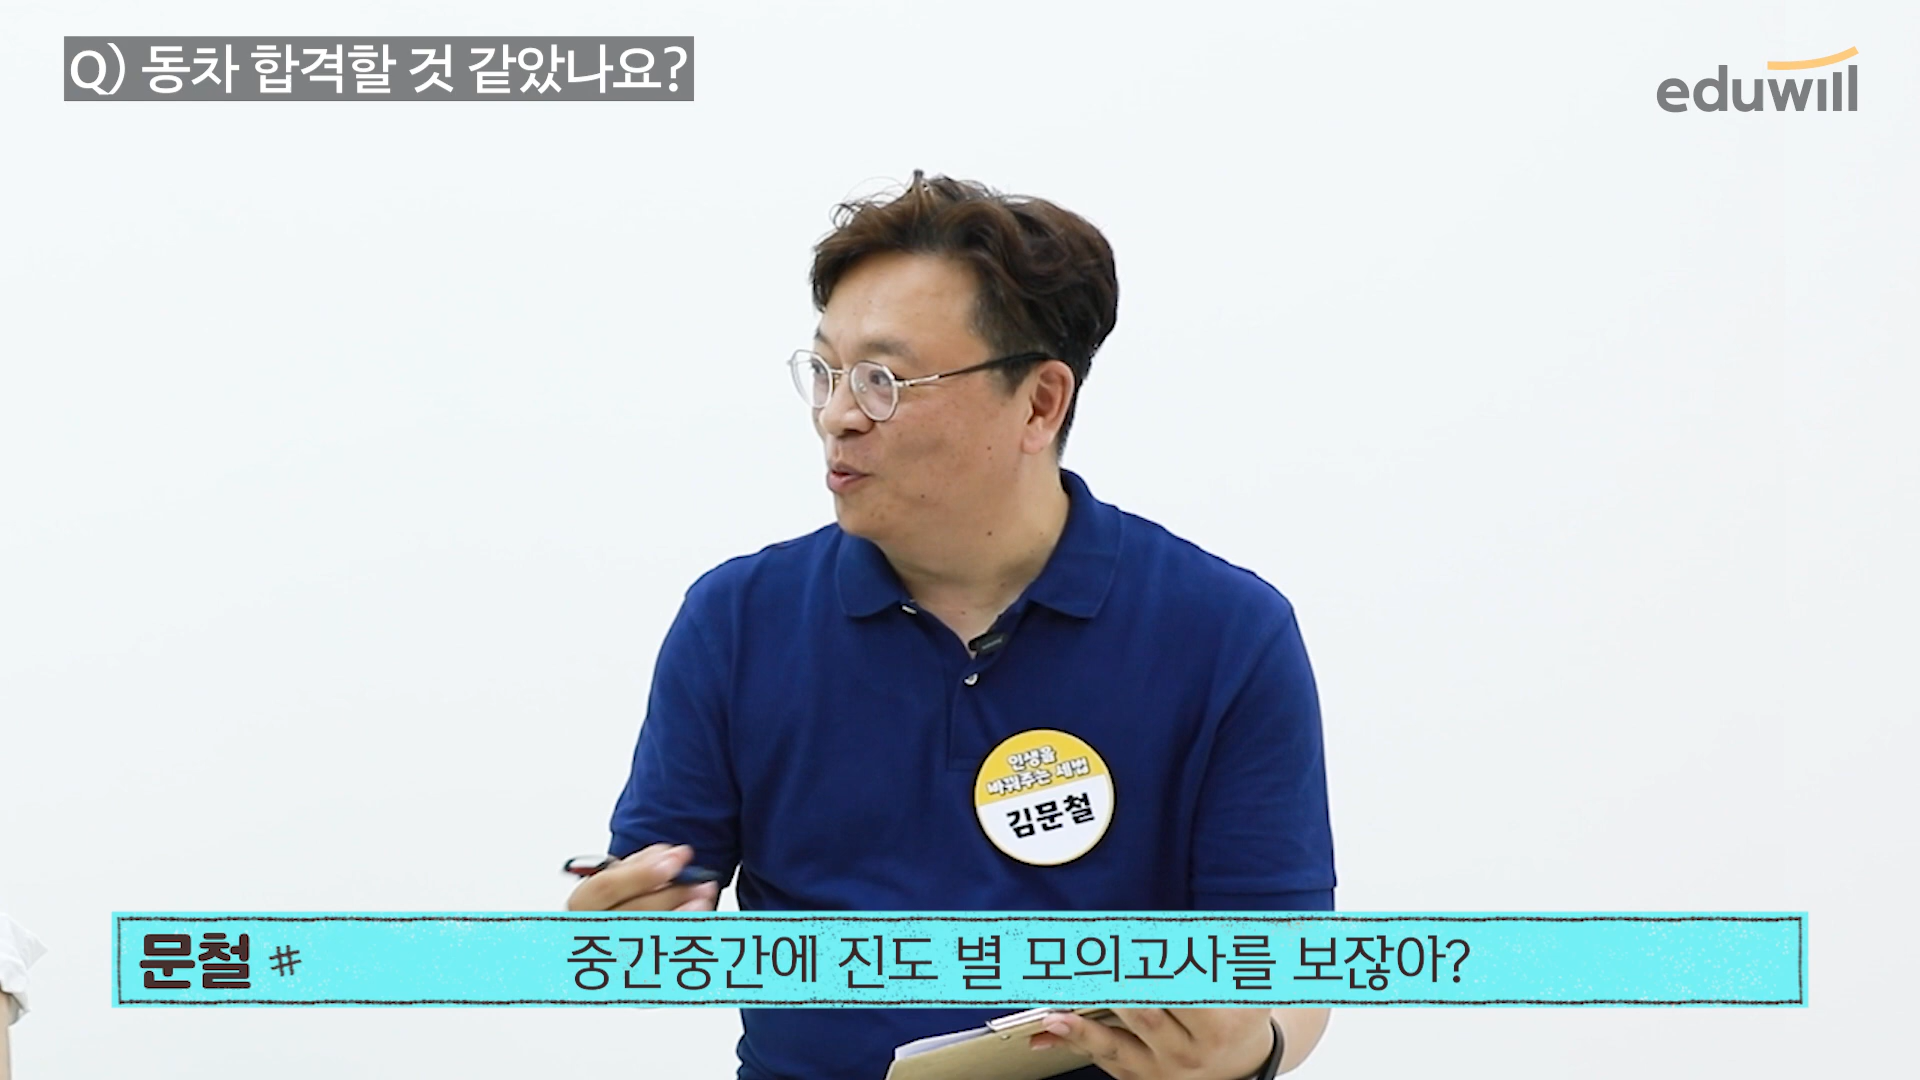 Q) 동차 합격할 것 같았나요?
eduwill
인생을
바꿔주는 세법
김문철
문철 # 중간중간에 진도 별 모의고사를 보잖아?